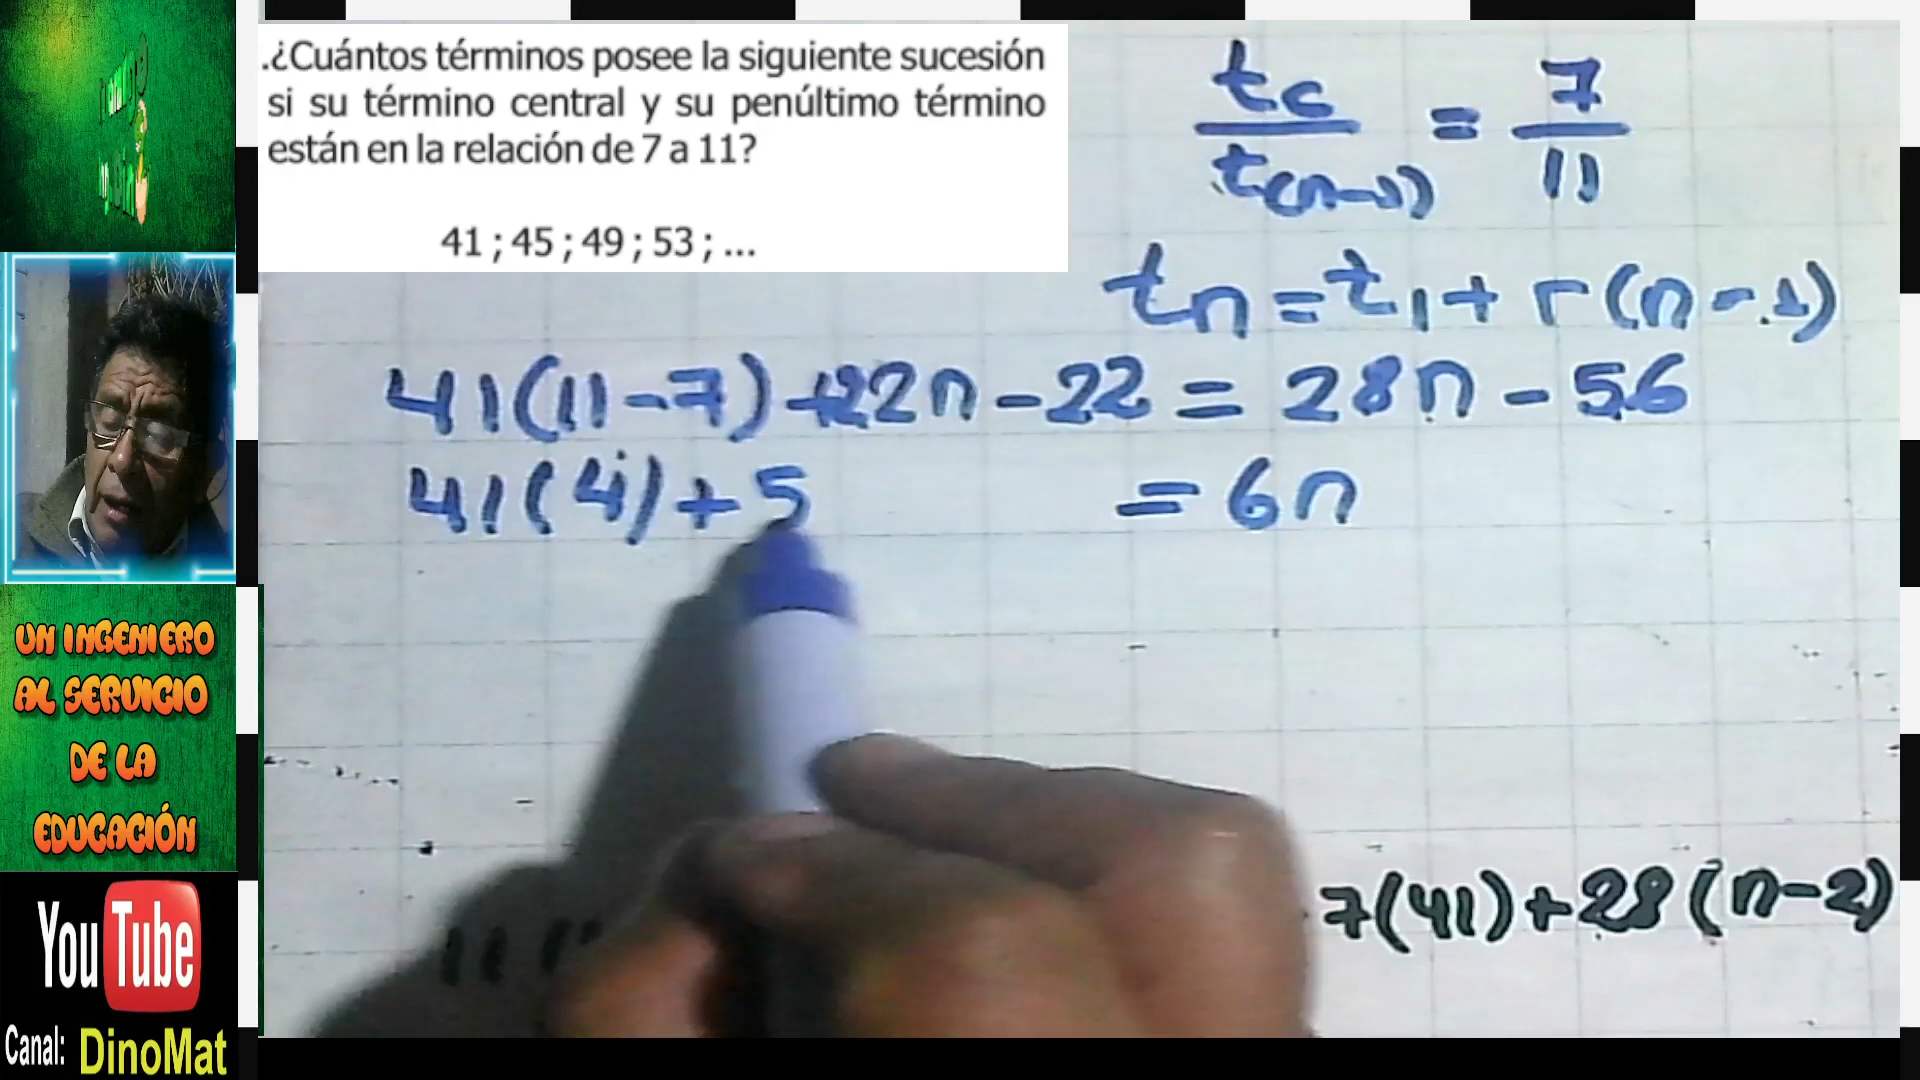 .¿Cuántos términos posee la siguiente sucesión
si su término central y su penúltimo término
están en la relación de 7 a 11?
41 ; 45 ; 49 ; 53 ; ...
tc / t(n-1) = 7 / 11
tn = t1 + r (n-1)
41(11-7) +22n - 22 = 28n - 56
41(4) + 5 = 6n
7(41)+28(n-2)
UN INGENIERO
AL SERVICIO
DE LA
EDUCACIÓN
YouTube
Canal: DinoMat